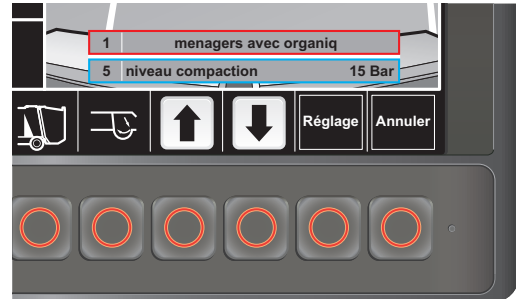 1 menagers avec organiq
5 niveau compaction 15 Bar
Réglage Annuler